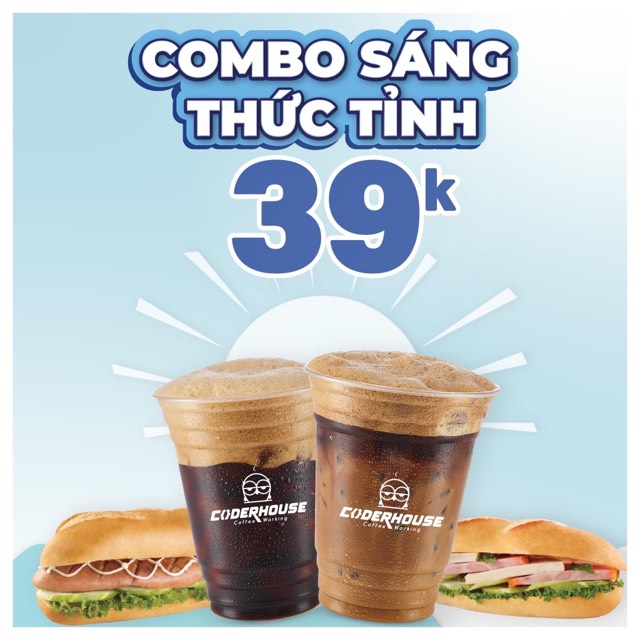 COMBO SÁNG
THỨC TỈNH
39k
CODERHOUSE
Coffee Working
CODERHOUSE
Coffee Working